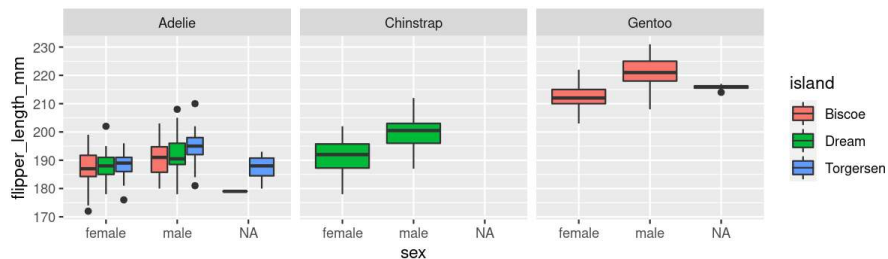 Adelie
Chinstrap
Gentoo
flipper_length_mm
230
220
210
200
190
180
170
female
male
NA
female
male
NA
female
male
NA
sex
island
Biscoe
Dream
Torgersen